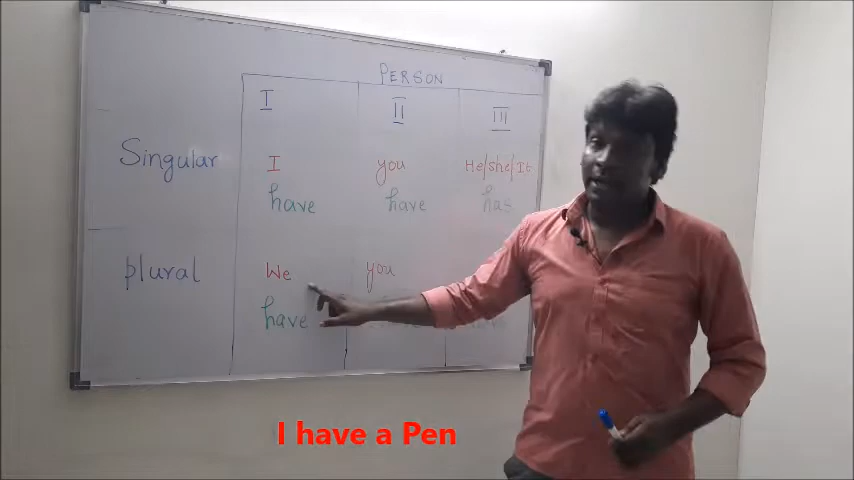 PERSON
I II III
Singular I you He/she/It
have have has
plural We you
have
I have a Pen